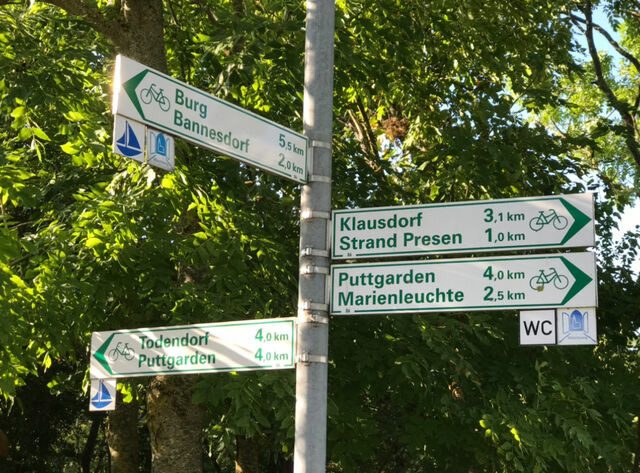 Burg 5,5 km
Bannesdorf 2,0 km
Klausdorf 3,1 km
Strand Presen 1,0 km
Puttgarden 4,0 km
Marienleuchte 2,5 km
WC
Todendorf 4,0 km
Puttgarden 4,0 km